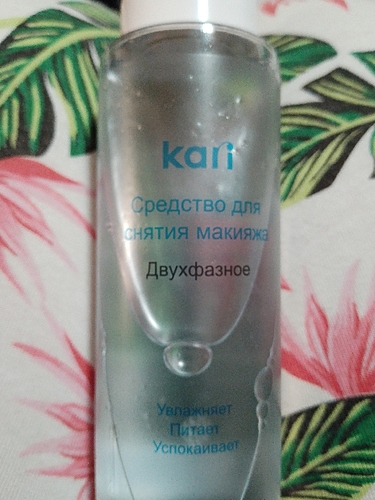 kari
Средство для
снятия макияжа
Двухфазное
Увлажняет
Питает
Успокаивает